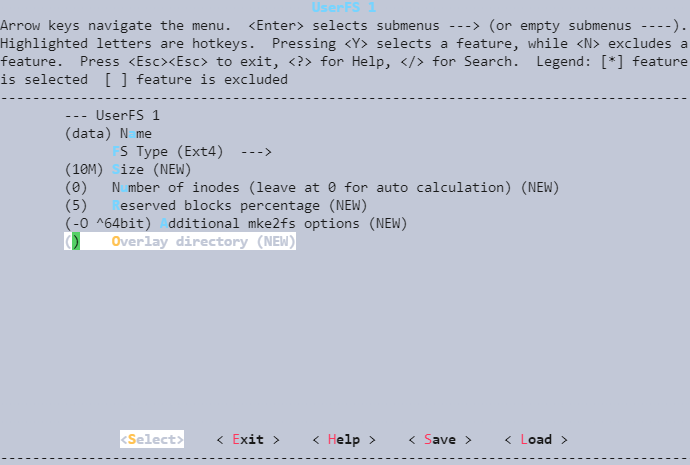 UserFS 1
Arrow keys navigate the menu.  <Enter> selects submenus ---> (or empty submenus ----).
Highlighted letters are hotkeys.  Pressing <Y> selects a feature, while <N> excludes a
feature.  Press <Esc><Esc> to exit, <?> for Help, </> for Search.  Legend: [*] feature
is selected  [ ] feature is excluded
--- UserFS 1
(data) Name
FS Type (Ext4)  --->
(10M) Size (NEW)
(0)   Number of inodes (leave at 0 for auto calculation) (NEW)
(5)   Reserved blocks percentage (NEW)
(-O ^64bit) Additional mke2fs options (NEW)
()    Overlay directory (NEW)
<Select>    < Exit >    < Help >    < Save >    < Load >